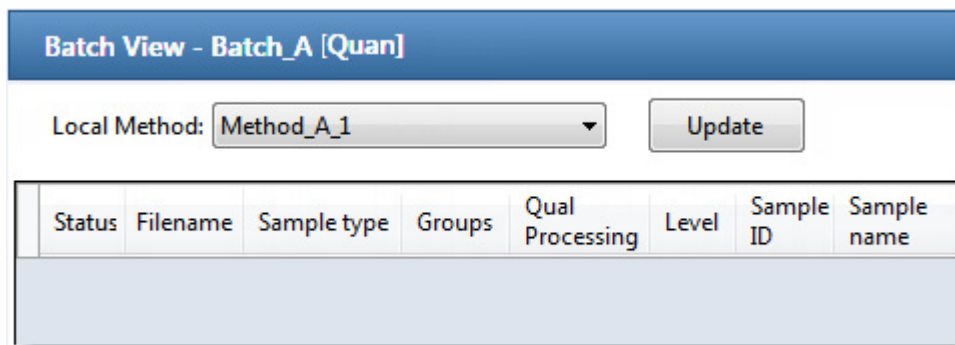 Batch View - Batch_A [Quan]
Local Method: Method_A_1 Update
Status Filename Sample type Groups Qual Processing Level Sample ID Sample name